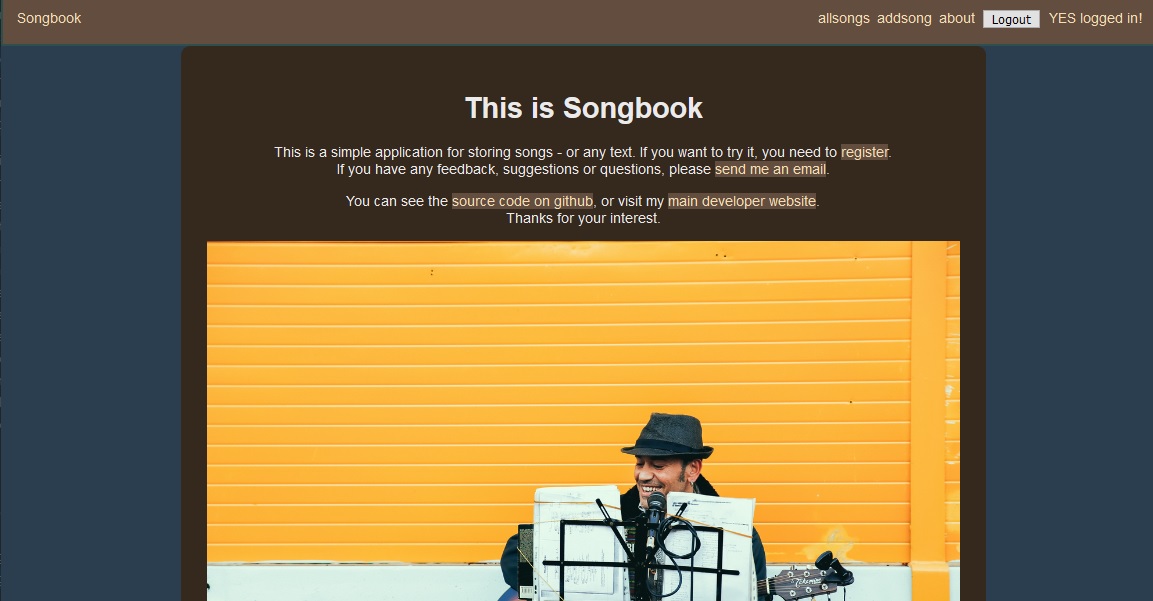 Songbook
allsongs addsong about Logout YES logged in!
This is Songbook
This is a simple application for storing songs - or any text. If you want to try it, you need to register.
If you have any feedback, suggestions or questions, please send me an email.
You can see the source code on github, or visit my main developer website.
Thanks for your interest.